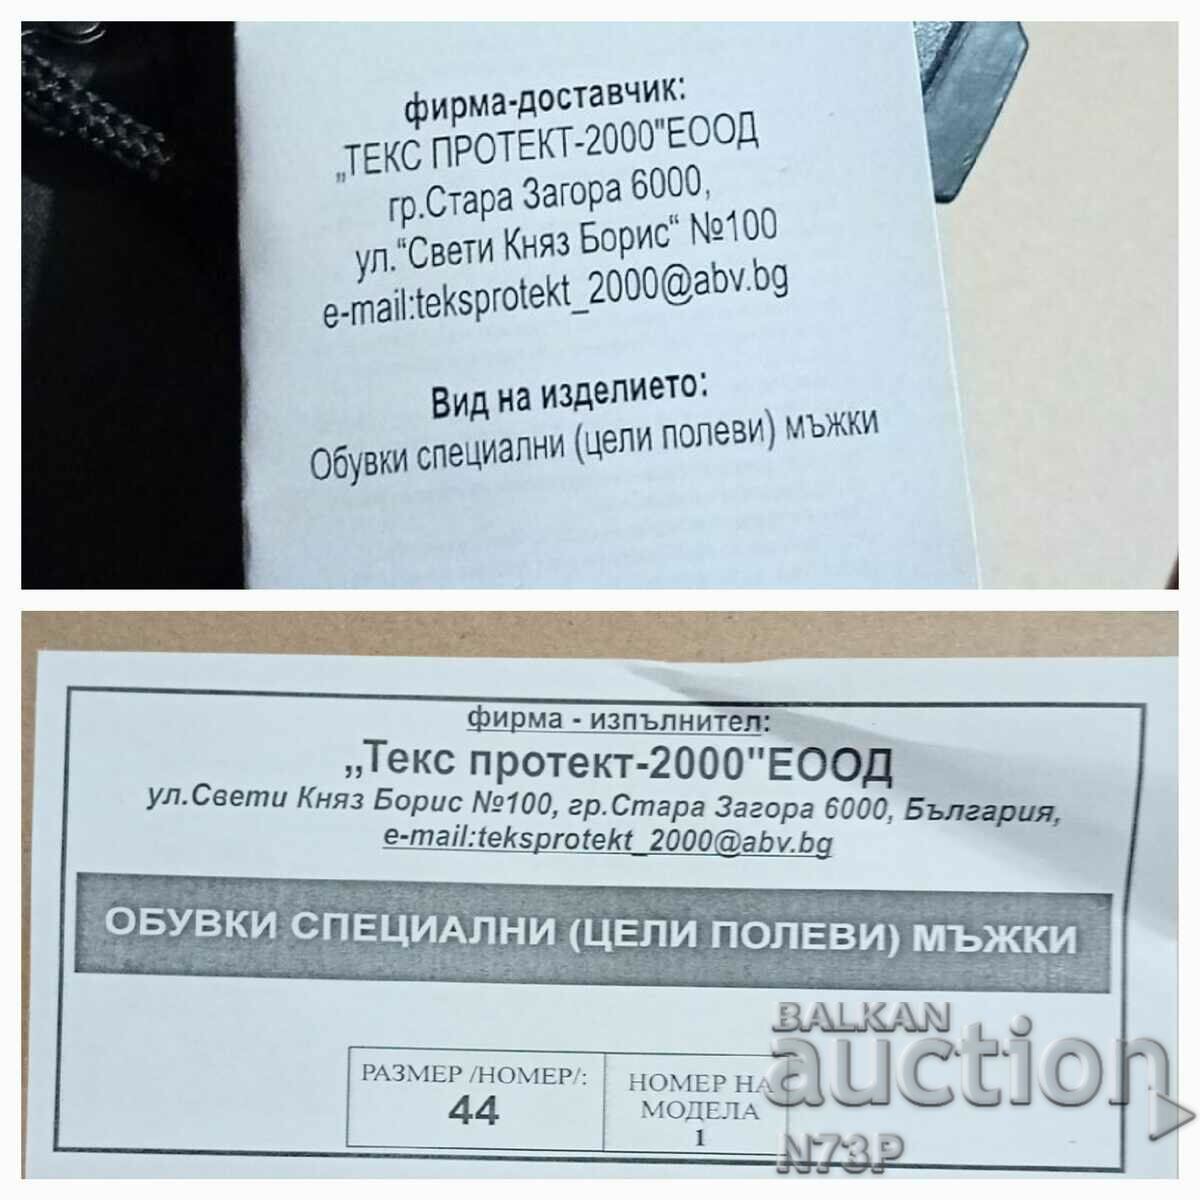 фирма-доставчик:
„ТЕКС ПРОТЕКТ-2000"ЕООД
гр.Стара Загора 6000,
ул.“Свети Княз Борис“ №100
e-mail:teksprotekt_2000@abv.bg
Вид на изделието:
Обувки специални (цели полеви) мъжки
фирма - изпълнител:
„Текс протект-2000"ЕООД
ул.Свети Княз Борис №100, гр.Стара Загора 6000, България,
e-mail:teksprotekt_2000@abv.bg
ОБУВКИ СПЕЦИАЛНИ (ЦЕЛИ ПОЛЕВИ) МЪЖКИ
РАЗМЕР /НОМЕР/:
44
НОМЕР НА
МОДЕЛА
1
BALKAN
auction
N73P